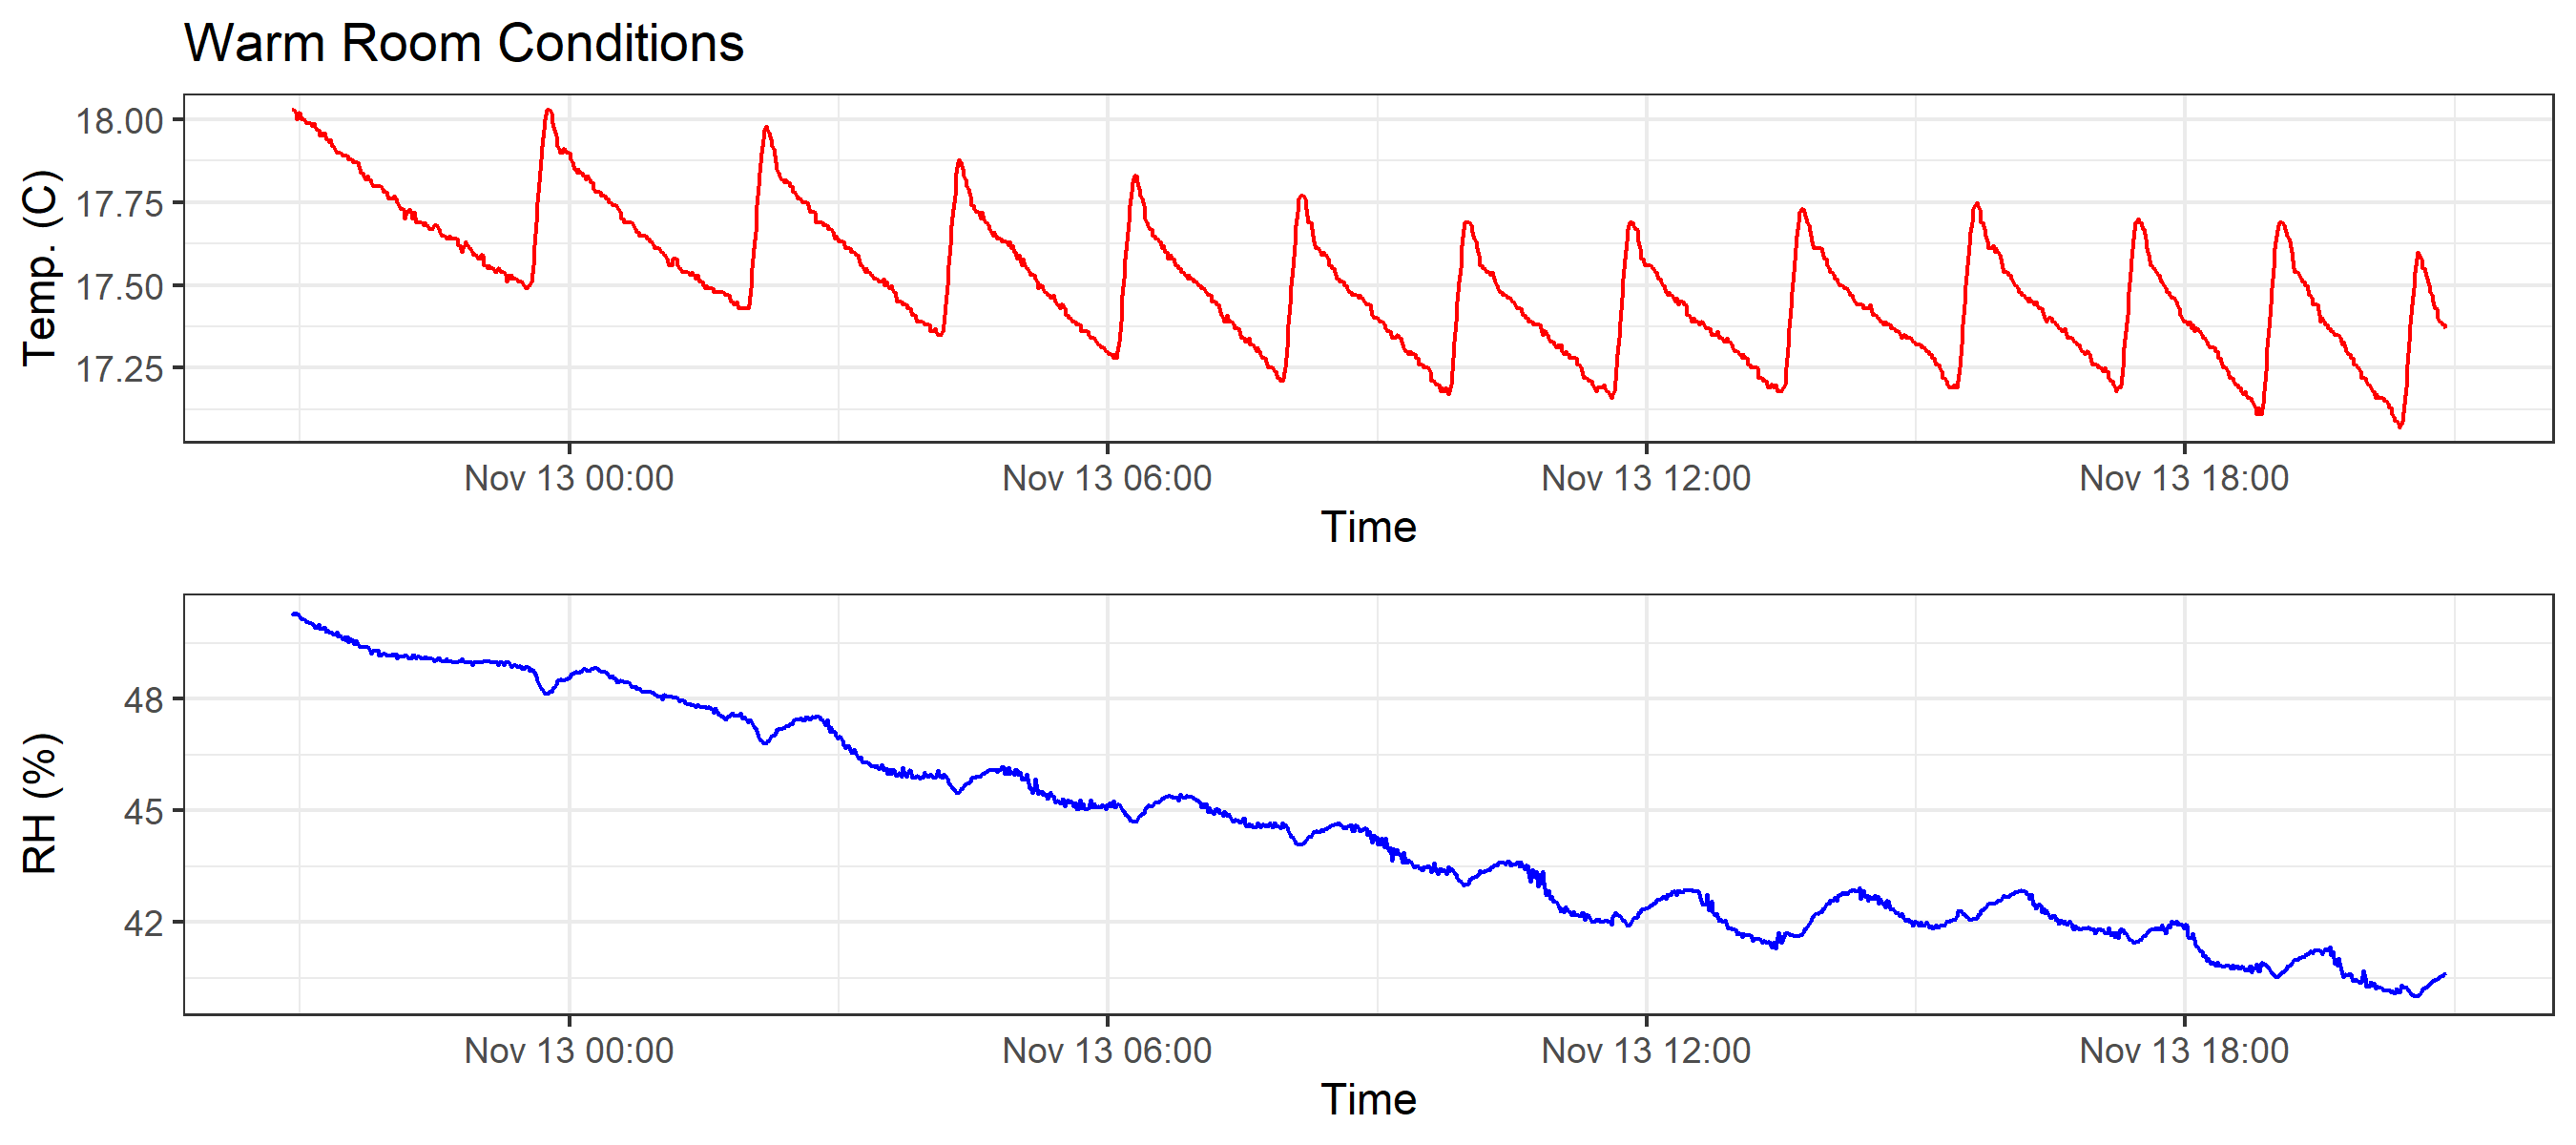 Warm Room Conditions
Temp. (C)
18.00
17.75
17.50
17.25
Nov 13 00:00 Nov 13 06:00 Nov 13 12:00 Nov 13 18:00
Time
RH (%)
48
45
42
Nov 13 00:00 Nov 13 06:00 Nov 13 12:00 Nov 13 18:00
Time